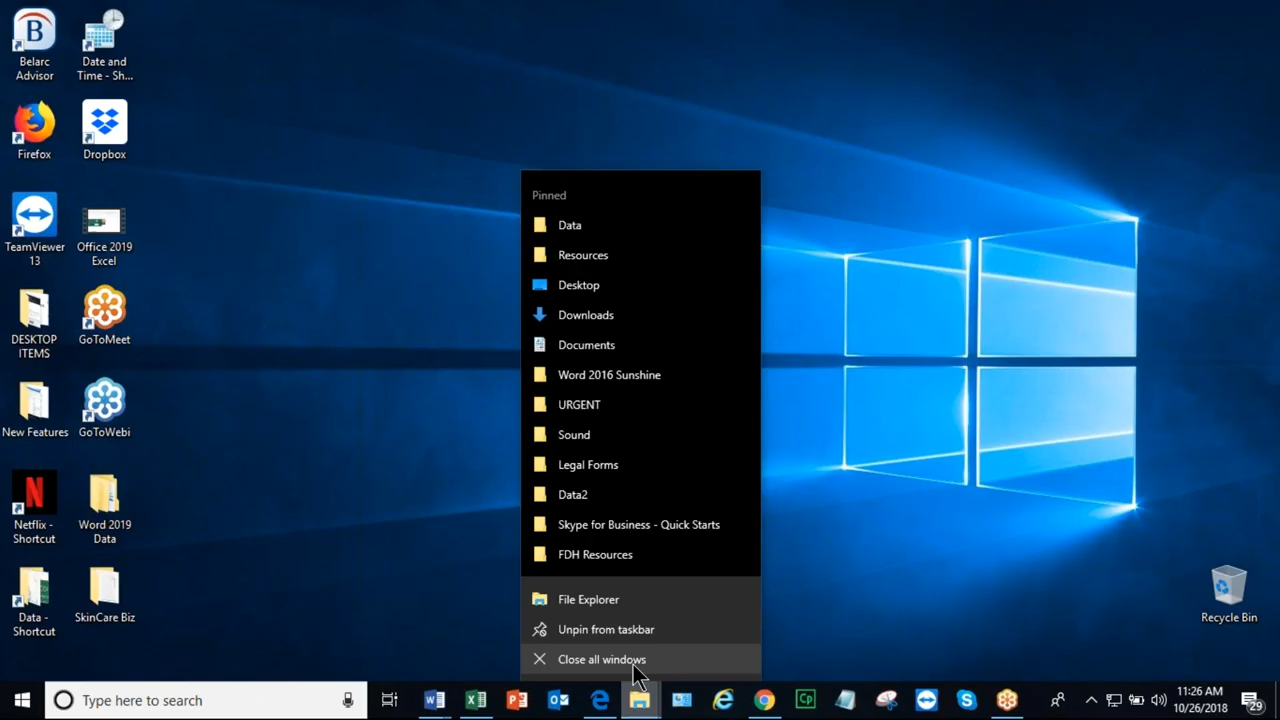 Belarc
Advisor
Date and
Time - Sh...
Firefox
Dropbox
TeamViewer
13
Office 2019
Excel
DESKTOP
ITEMS
GoToMeet
New Features
GoToWebi
Netflix -
Shortcut
Word 2019
Data
Data -
Shortcut
SkinCare Biz
Pinned
Data
Resources
Desktop
Downloads
Documents
Word 2016 Sunshine
URGENT
Sound
Legal Forms
Data2
Skype for Business - Quick Starts
FDH Resources
File Explorer
Unpin from taskbar
Close all windows
Recycle Bin
Type here to search
11:26 AM
10/26/2018
29